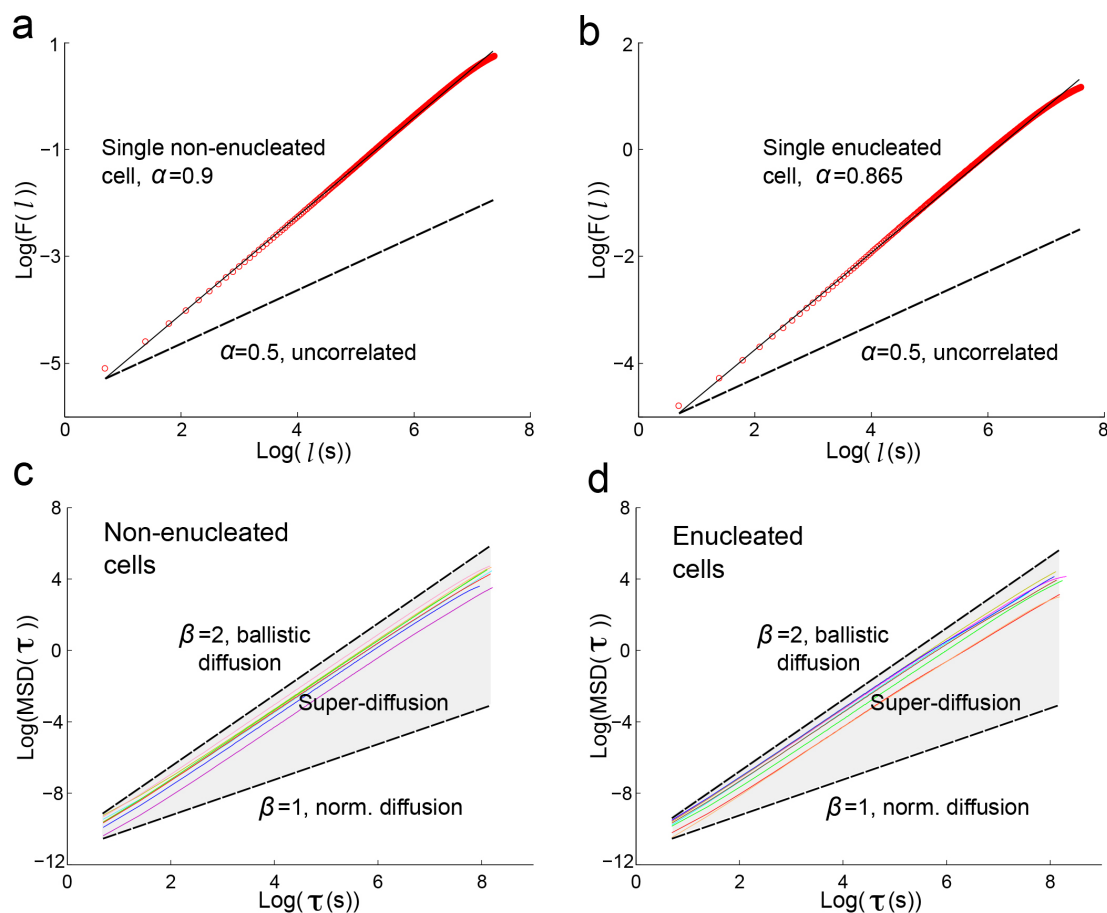 a
1
−1
−3
−5
Log(F(l))
Single non-enucleated
cell, α=0.9
α=0.5, uncorrelated
0
2
4
6
8
Log(l(s))
b
2
0
−2
−4
Log(F(l))
Single enucleated
cell, α=0.865
α=0.5, uncorrelated
0
2
4
6
8
Log(l(s))
c
8
4
0
−4
−8
−12
Log(MSD(τ))
Non-enucleated
cells
β=2, ballistic
diffusion
Super-diffusion
β=1, norm. diffusion
0
2
4
6
8
Log(τ(s))
d
8
4
0
−4
−8
−12
Log(MSD(τ))
Enucleated
cells
β=2, ballistic
diffusion
Super-diffusion
β=1, norm. diffusion
0
2
4
6
8
Log(τ(s))